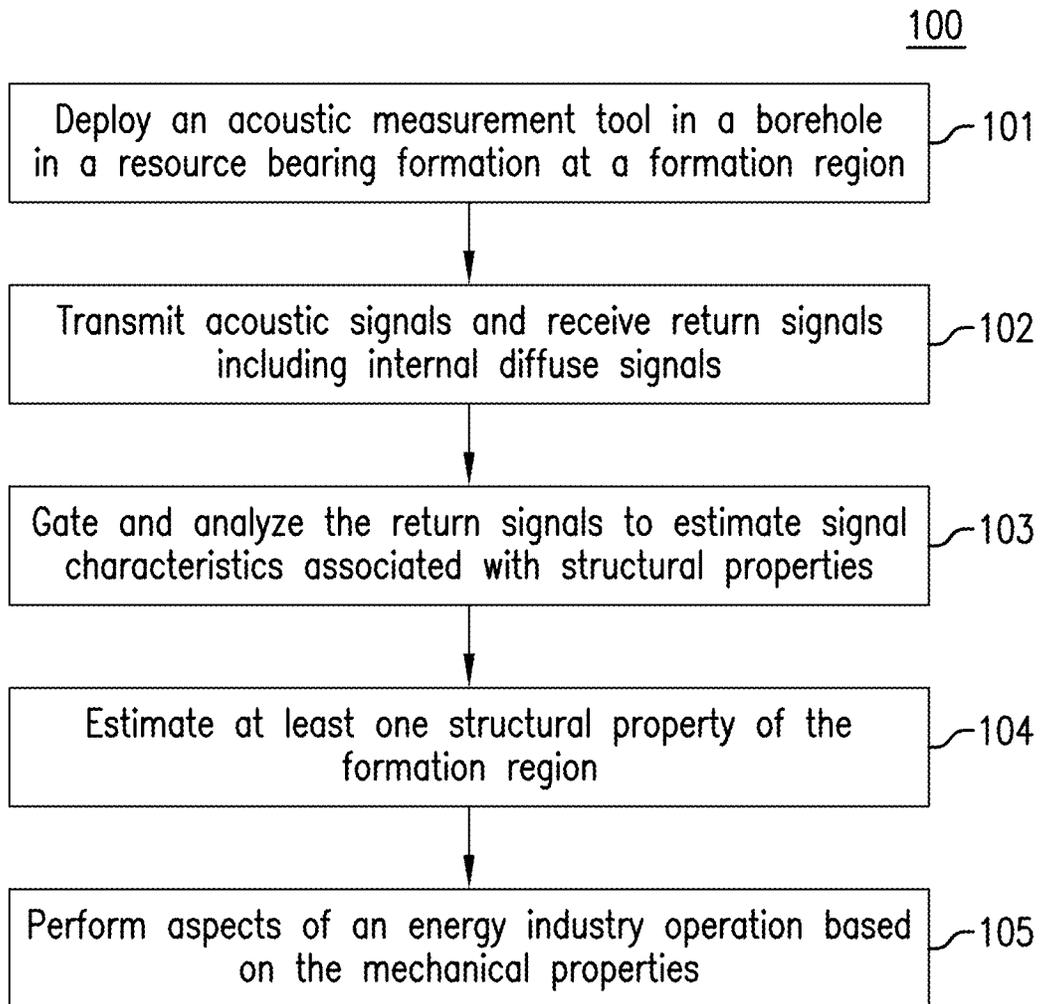 100
Deploy an acoustic measurement tool in a borehole
in a resource bearing formation at a formation region
101
Transmit acoustic signals and receive return signals
including internal diffuse signals
102
Gate and analyze the return signals to estimate signal
characteristics associated with structural properties
103
Estimate at least one structural property of the
formation region
104
Perform aspects of an energy industry operation based
on the mechanical properties
105